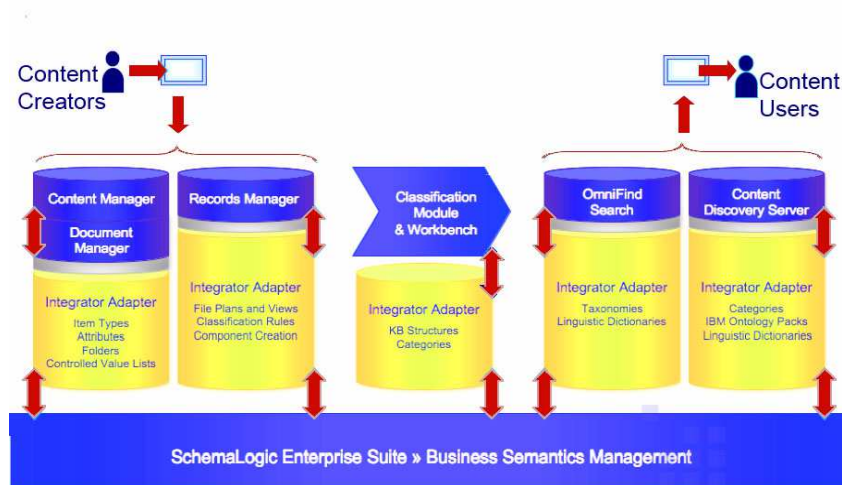 Content
Creators
Content
Users
Content Manager
Document
Manager
Integrator Adapter
Item Types
Attributes
Folders
Controlled Value Lists
Records Manager
Integrator Adapter
File Plans and Views
Classification Rules
Component Creation
Classification
Module
& Workbench
Integrator Adapter
KB Structures
Categories
OmniFind
Search
Integrator Adapter
Taxonomies
Linguistic Dictionaries
Content
Discovery Server
Integrator Adapter
Categories
IBM Ontology Packs
Linguistic Dictionaries
SchemaLogic Enterprise Suite » Business Semantics Management